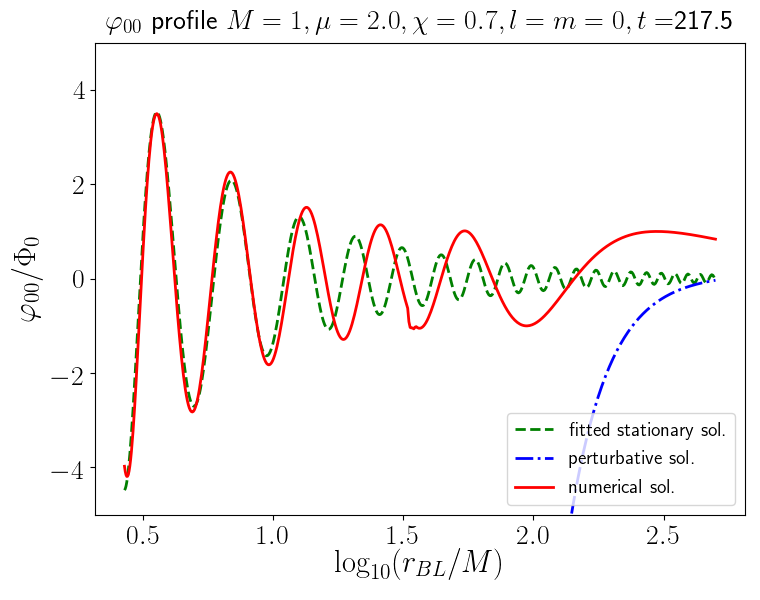 φ₀₀ profile M = 1, μ = 2.0, χ = 0.7, l = m = 0, t =217.5
φ₀₀/Φ₀
4
2
0
−2
−4
fitted stationary sol.
perturbative sol.
numerical sol.
0.5 1.0 1.5 2.0 2.5
log₁₀(r_BL/M)